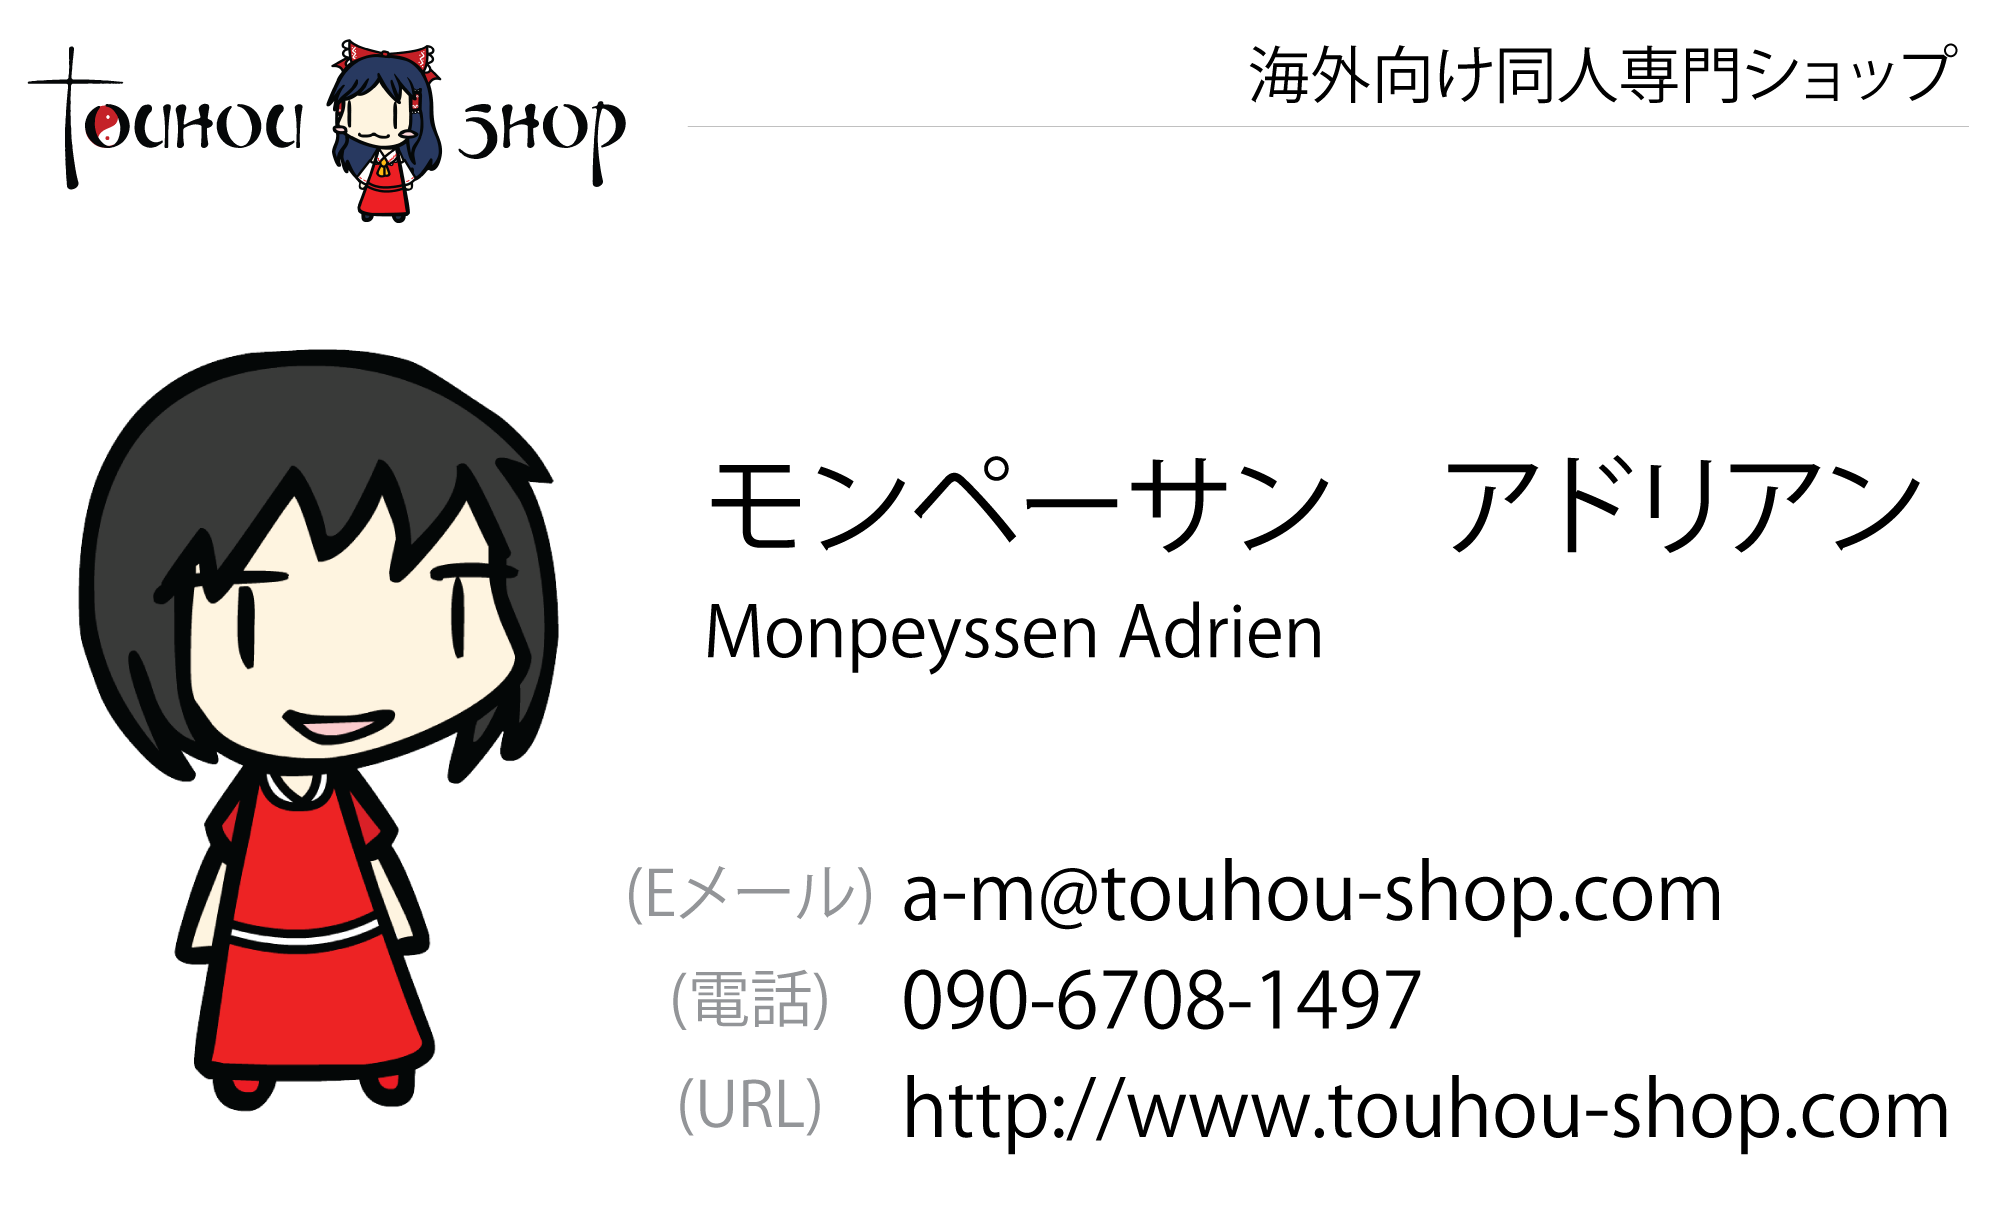 touhou shop
海外向け同人専門ショップ
モンペーサン　アドリアン
Monpeyssen Adrien
(Eメール) a-m@touhou-shop.com
(電話) 090-6708-1497
(URL) http://www.touhou-shop.com